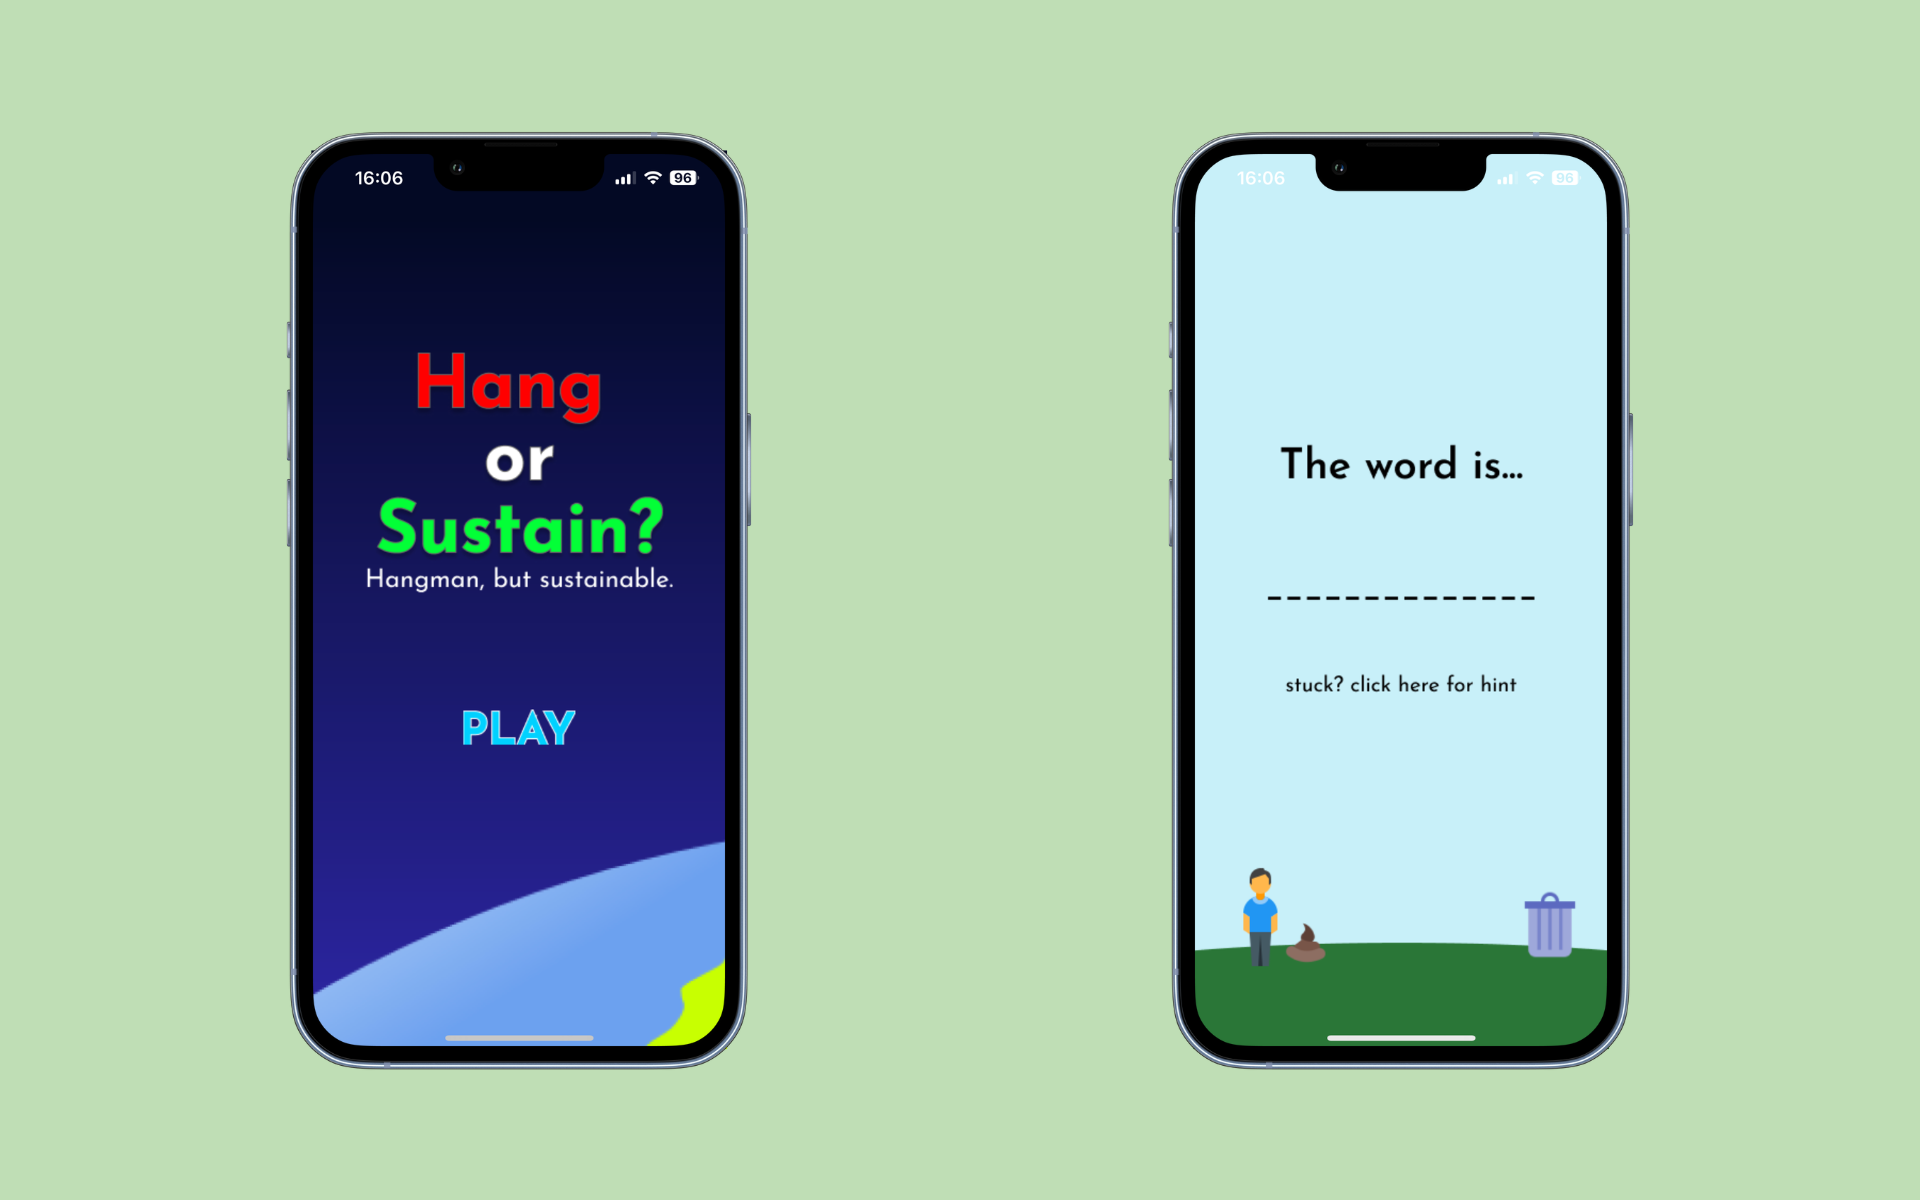 16:06
96
Hang
or
Sustain?
Hangman, but sustainable.
PLAY
16:06
96
The word is...
______________
stuck? click here for hint